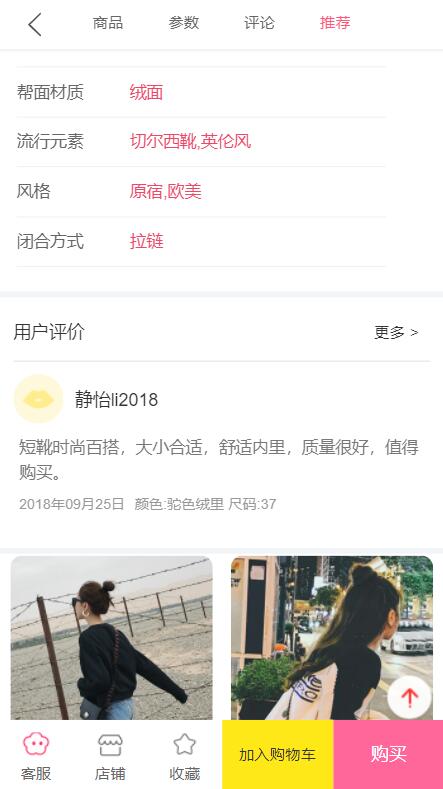 商品 参数 评论 推荐
帮面材质 绒面
流行元素 切尔西靴,英伦风
风格 原宿,欧美
闭合方式 拉链
用户评价 更多 >
静怡li2018
短靴时尚百搭，大小合适，舒适内里，质量很好，值得
购买。
2018年09月25日 颜色:驼色绒里 尺码:37
客服 店铺 收藏 加入购物车 购买